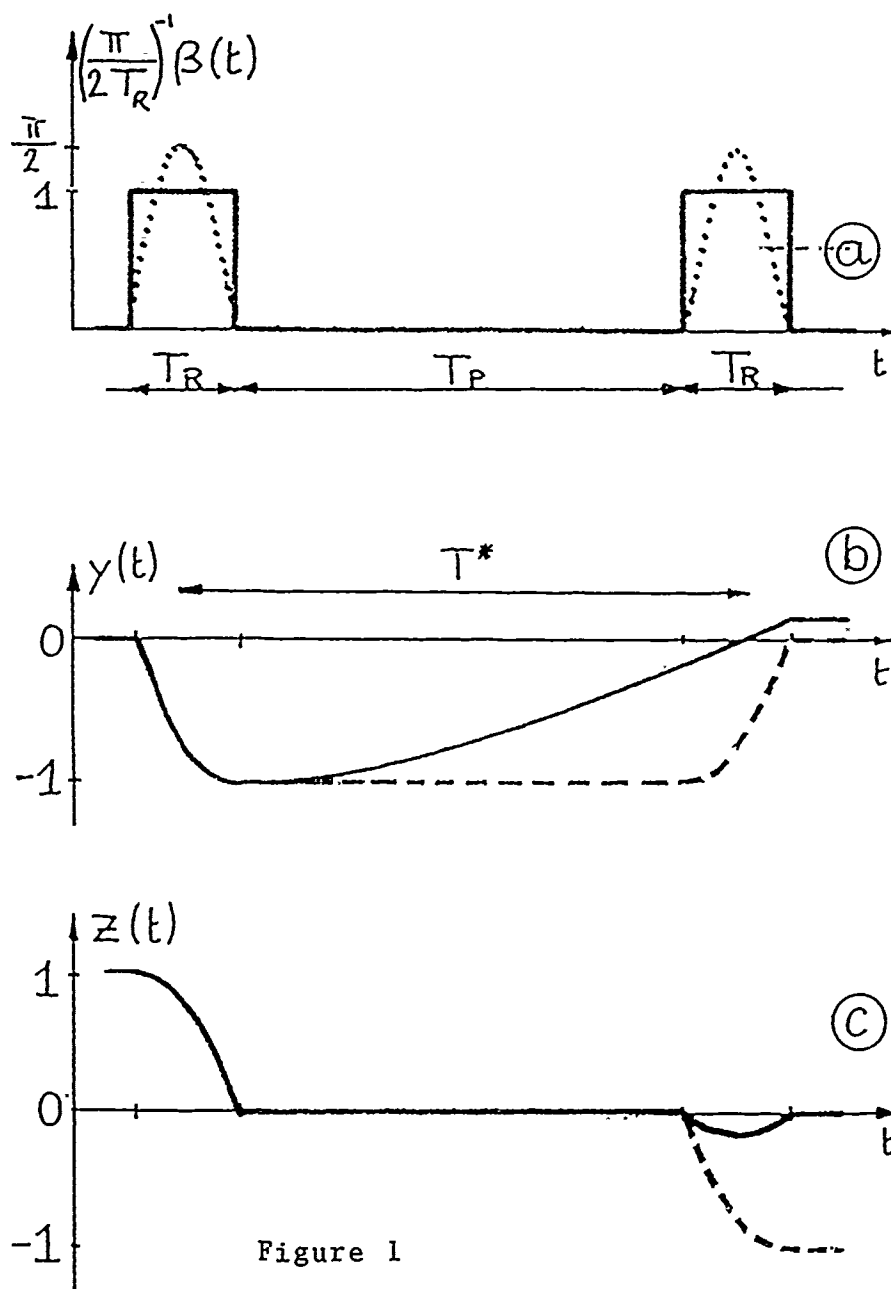 (π/2T_R)⁻¹ β(t)
π/2
1
a
t
T_R T_P T_R
T* b
y(t)
0
t
-1
z(t)
1
c
0
t
-1
Figure 1